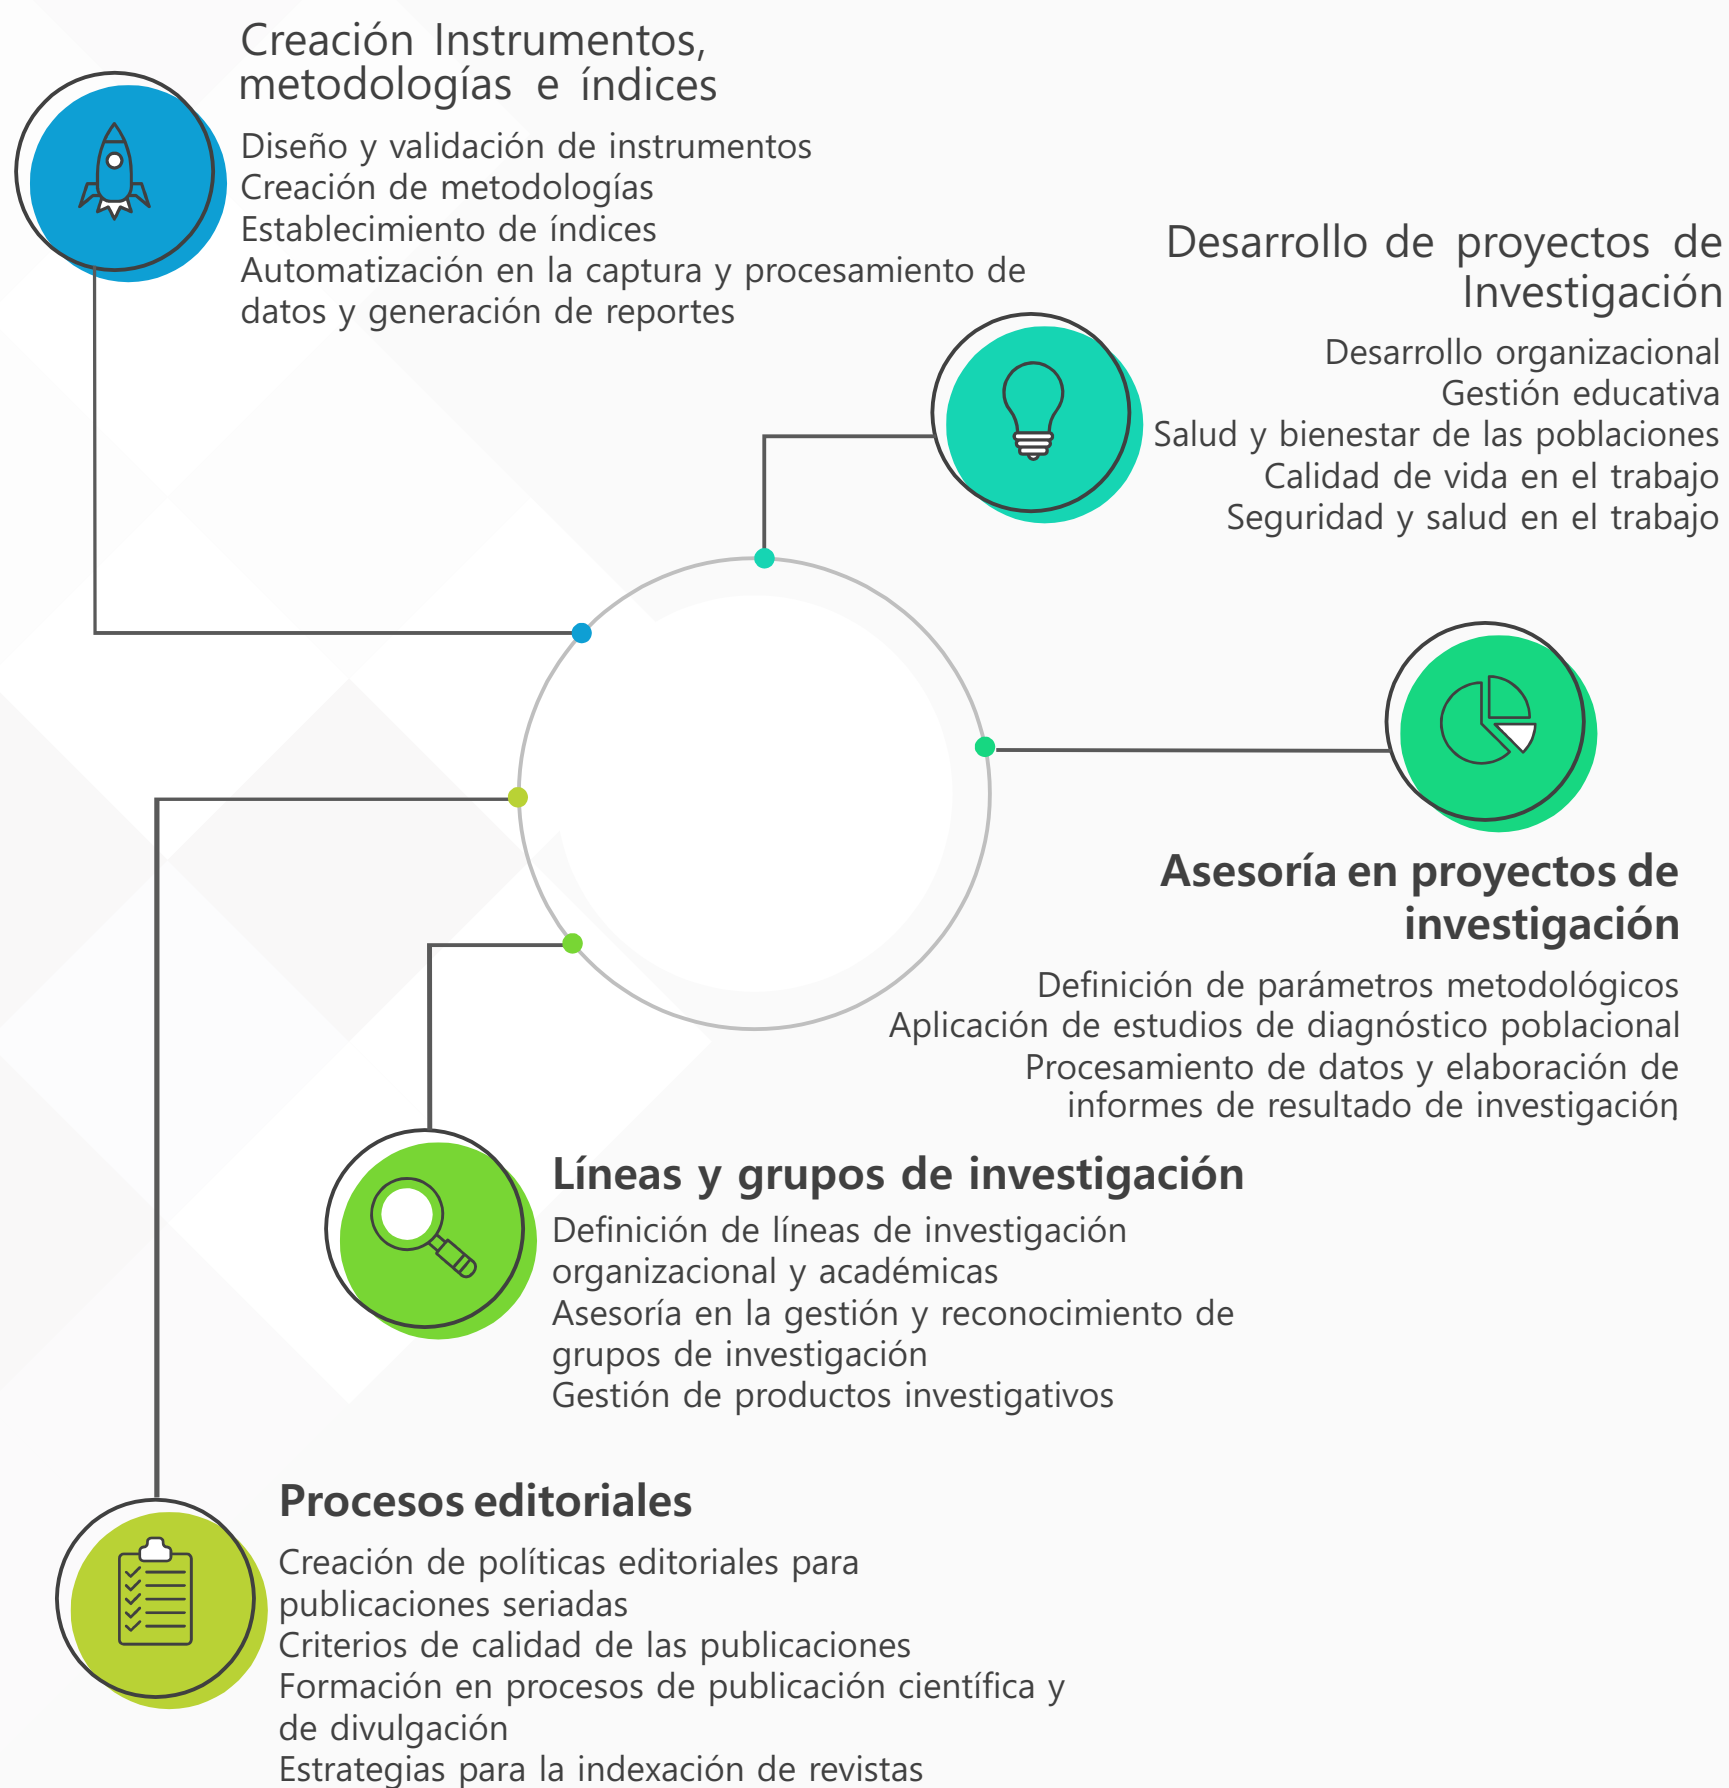 Creación Instrumentos,
metodologías e índices
Diseño y validación de instrumentos
Creación de metodologías
Establecimiento de índices
Automatización en la captura y procesamiento de
datos y generación de reportes
Desarrollo de proyectos de
Investigación
Desarrollo organizacional
Gestión educativa
Salud y bienestar de las poblaciones
Calidad de vida en el trabajo
Seguridad y salud en el trabajo
Asesoría en proyectos de
investigación
Definición de parámetros metodológicos
Aplicación de estudios de diagnóstico poblacional
Procesamiento de datos y elaboración de
informes de resultado de investigación.
Líneas y grupos de investigación
Definición de líneas de investigación
organizacional y académicas
Asesoría en la gestión y reconocimiento de
grupos de investigación
Gestión de productos investigativos
Procesos editoriales
Creación de políticas editoriales para
publicaciones seriadas
Criterios de calidad de las publicaciones
Formación en procesos de publicación científica y
de divulgación
Estrategias para la indexación de revistas